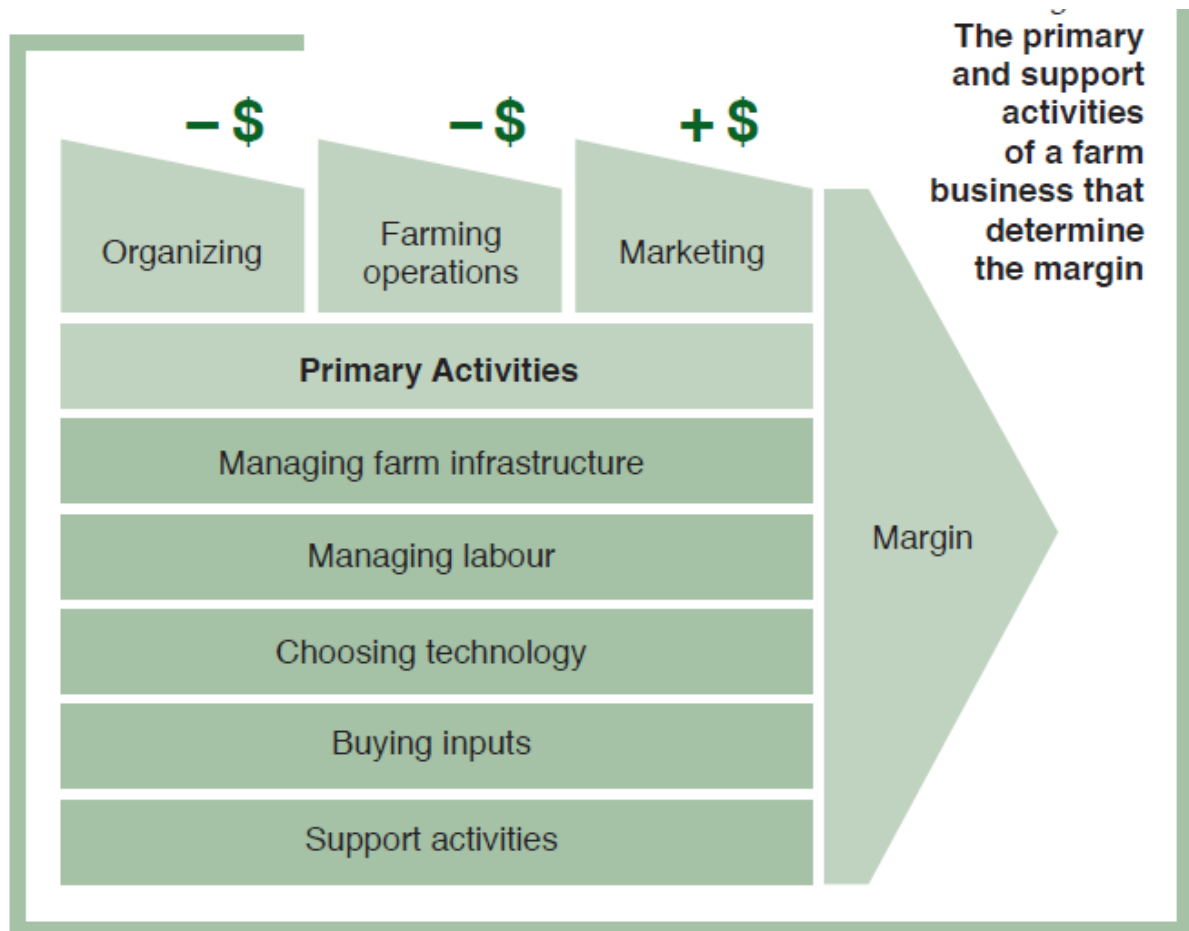 The primary
and support
activities
of a farm
business that
determine
the margin
– $
– $
+ $
Organizing
Farming
operations
Marketing
Primary Activities
Managing farm infrastructure
Managing labour
Choosing technology
Buying inputs
Support activities
Margin